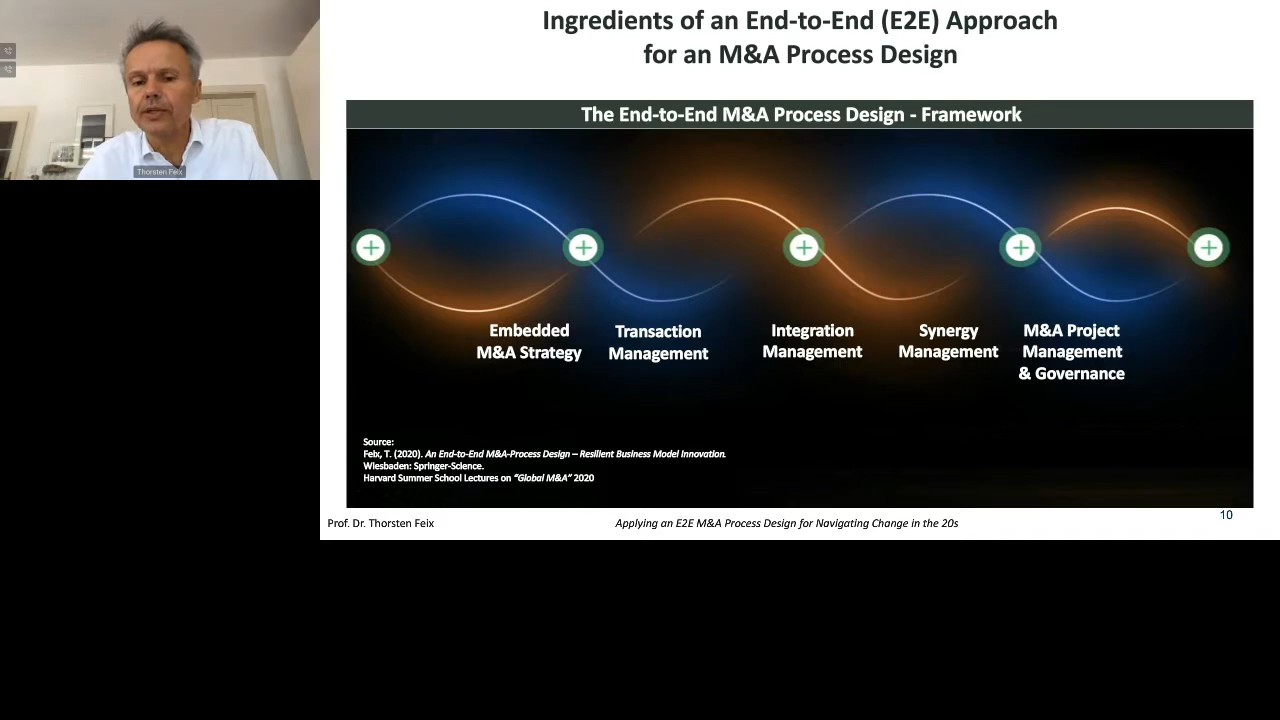 Thorsten Feix
Ingredients of an End-to-End (E2E) Approach
for an M&A Process Design
The End-to-End M&A Process Design - Framework
Embedded
M&A Strategy
Transaction
Management
Integration
Management
Synergy
Management
M&A Project
Management
& Governance
Source:
Feix, T. (2020). An End-to-End M&A-Process Design – Resilient Business Model Innovation.
Wiesbaden: Springer-Science.
Harvard Summer School Lectures on "Global M&A" 2020
Prof. Dr. Thorsten Feix
Applying an E2E M&A Process Design for Navigating Change in the 20s
10